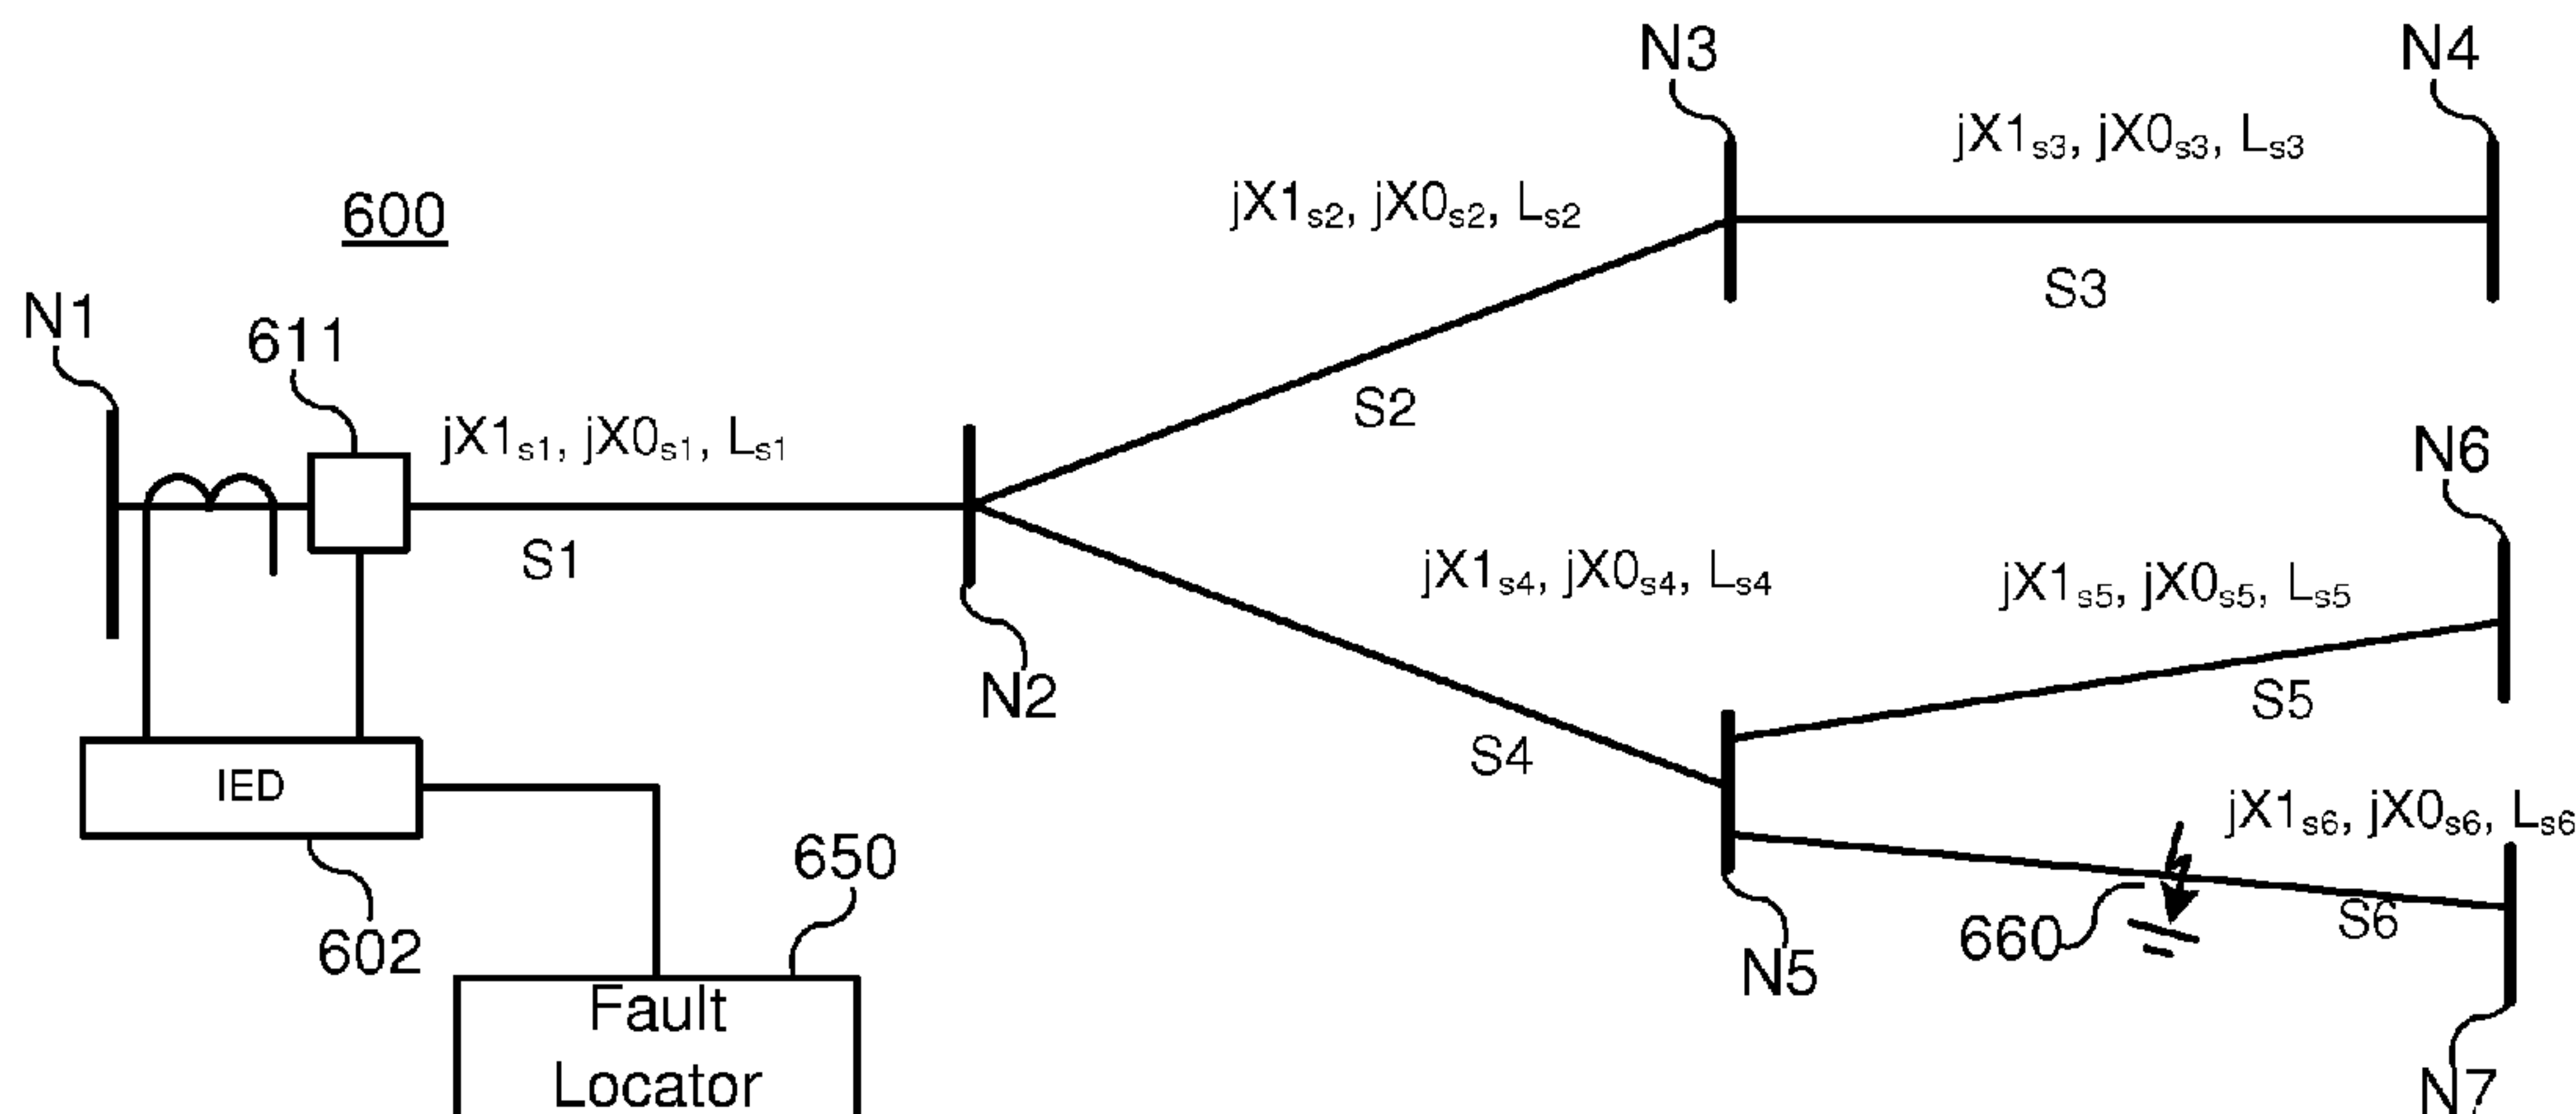 N3
N4
jX1s3, jX0s3, Ls3
jX1s2, jX0s2, Ls2
600
S3
N1
611
S2
jX1s1, jX0s1, Ls1
N6
S1
jX1s4, jX0s4, Ls4
jX1s5, jX0s5, Ls5
N2
S5
S4
IED
jX1s6, jX0s6, Ls6
650
S6
660
602
N5
Fault
Locator
N7